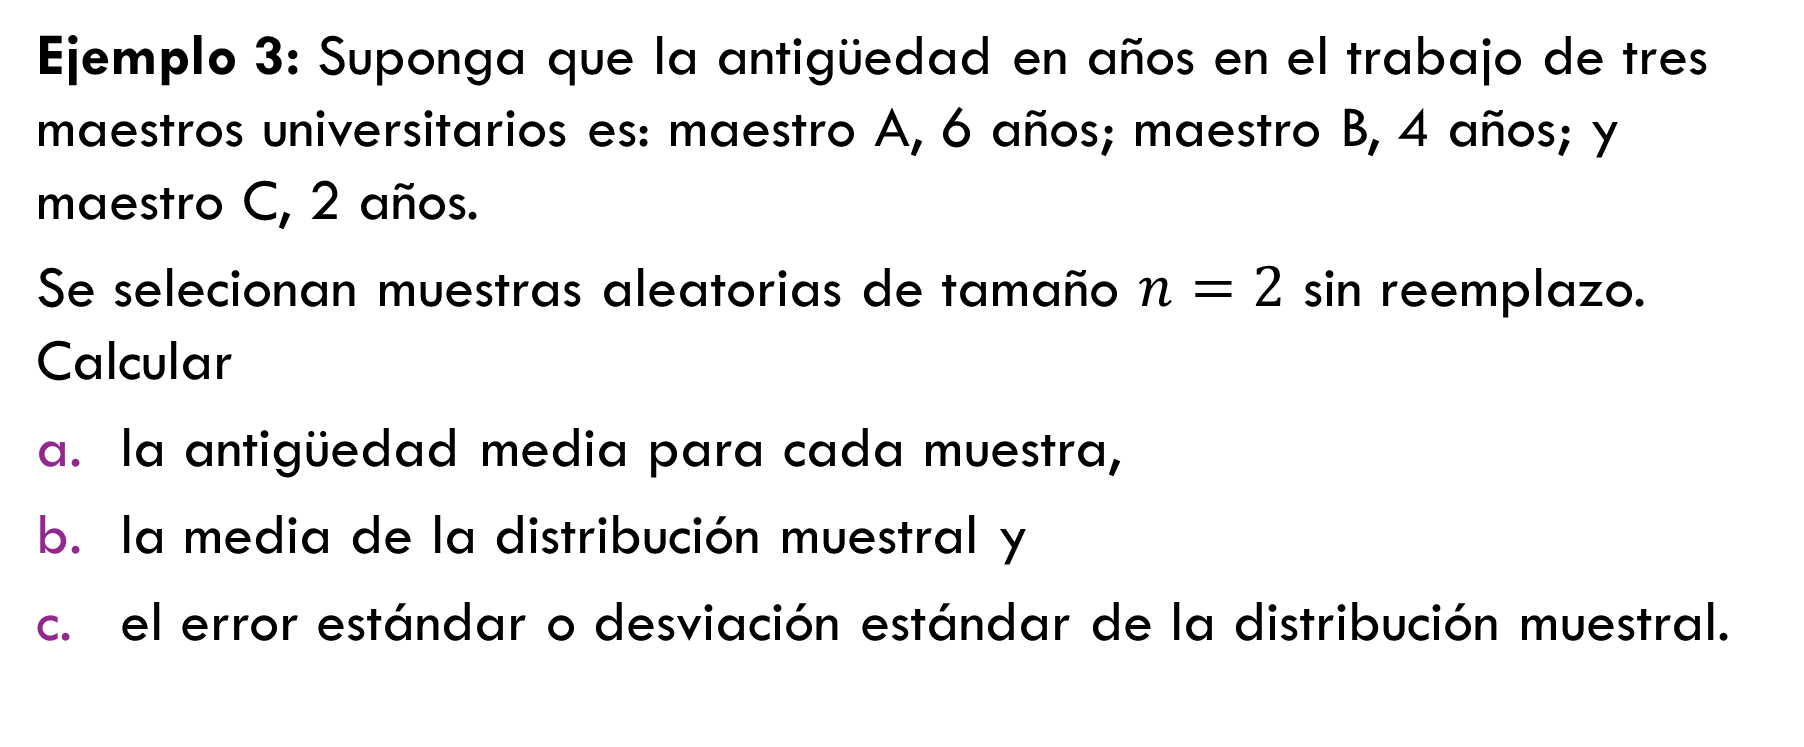 Ejemplo 3: Suponga que la antigüedad en años en el trabajo de tres
maestros universitarios es: maestro A, 6 años; maestro B, 4 años; y
maestro C, 2 años.
Se selecionan muestras aleatorias de tamaño n = 2 sin reemplazo.
Calcular
a. la antigüedad media para cada muestra,
b. la media de la distribución muestral y
c. el error estándar o desviación estándar de la distribución muestral.